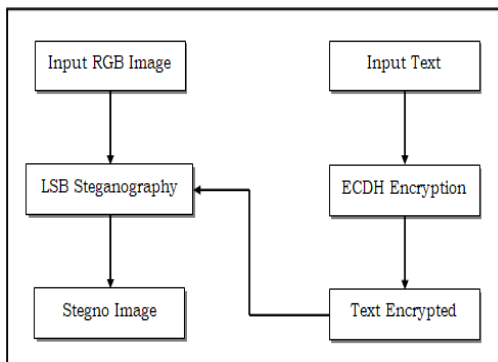 Input RGB Image
Input Text
LSB Steganography
ECDH Encryption
Stegno Image
Text Encrypted